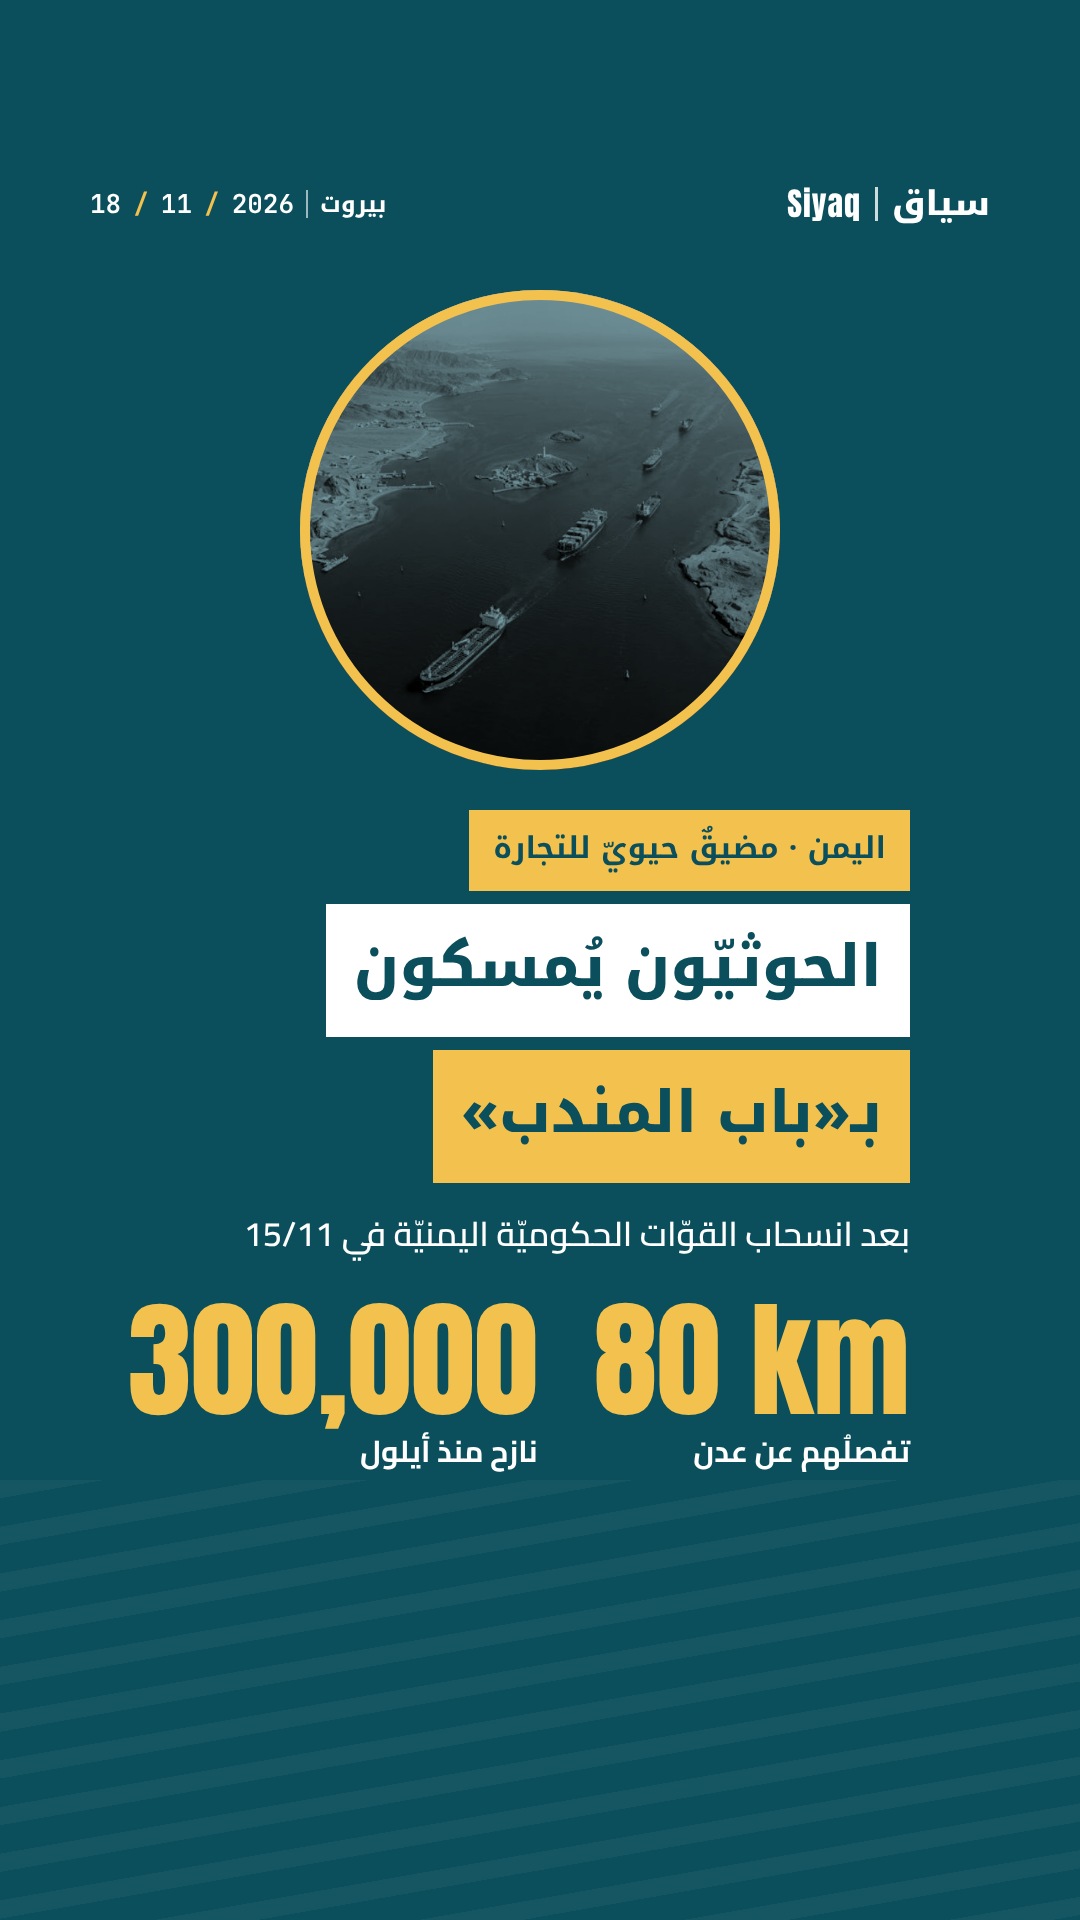 سياق | Siyaq
بيروت | 18 / 11 / 2026
اليمن · مضيقٌ حيويّ للتجارة
الحوثيّون يُمسكون
بـ«باب المندب»
بعد انسحاب القوّات الحكوميّة اليمنيّة في 15/11
80 km
تفصلُهم عن عدن
300,000
نازح منذ أيلول